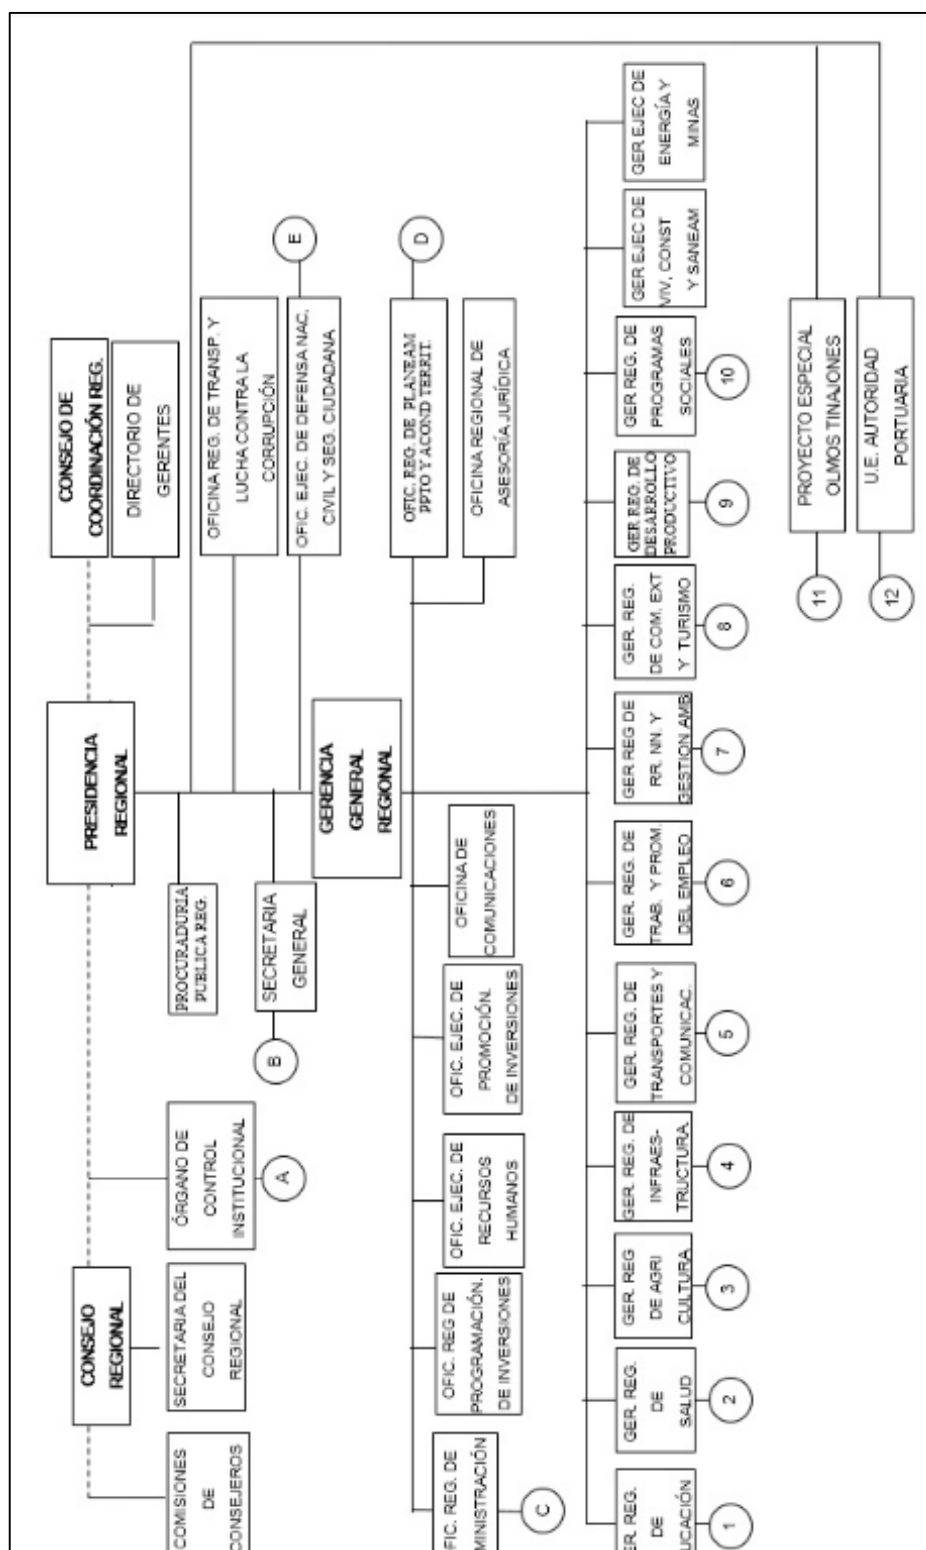 CONSEJO
REGIONAL
PRESIDENCIA
REGIONAL
CONSEJO DE
COORDINACIÓN REG.
DIRECTORIO DE
GERENTES
COMISIONES
DE
CONSEJEROS
SECRETARIA DEL
CONSEJO
REGIONAL
ÓRGANO DE
CONTROL
INSTITUCIONAL
A
PROCURADURIA
PUBLICA REG.
OFICINA REG. DE TRANSP. Y
LUCHA CONTRA LA
CORRUPCIÓN
B
SECRETARIA
GENERAL
OFIC. EJEC. DE DEFENSA NAC.
CIVIL Y SEG. CIUDADANA
E
GERENCIA
GENERAL
REGIONAL
OFIC. REG. DE PLANEAM
PPTO Y ACOND TERRIT.
D
OFICINA REGIONAL DE
ASESORÍA JURÍDICA
FIC. REG. DE
MINISTRACIÓN
C
OFIC. REG DE
PROGRAMACIÓN.
DE INVERSIONES
OFIC. EJEC. DE
RECURSOS
HUMANOS
OFIC. EJEC. DE
PROMOCIÓN.
DE INVERSIONES
OFICINA DE
COMUNICACIONES
ER. REG.
DE
UCACIÓN
1
GER. REG.
DE
SALUD
2
GER. REG
DE AGRI
CULTURA
3
GER. REG. DE
INFRAES-
TRUCTURA
4
GER. REG. DE
TRANSPORTES Y
COMUNICAC.
5
GER. REG. DE
TRAB. Y PROM.
DEL EMPLEO
6
GER REG DE
RR. NN. Y
GESTION AMB
7
GER. REG.
DE COM. EXT
Y TURISMO
8
GER. REG. DE
DESARROLLO
PRODUCTIVO
9
GER REG. DE
PROGRAMAS
SOCIALES
10
GER EJEC DE
VIV, CONST
Y SANEAM
GER EJEC DE
ENERGÍA Y
MINAS
11
PROYECTO ESPECIAL
OLMOS TINAJONES
12
U.E. AUTORIDAD
PORTUARIA